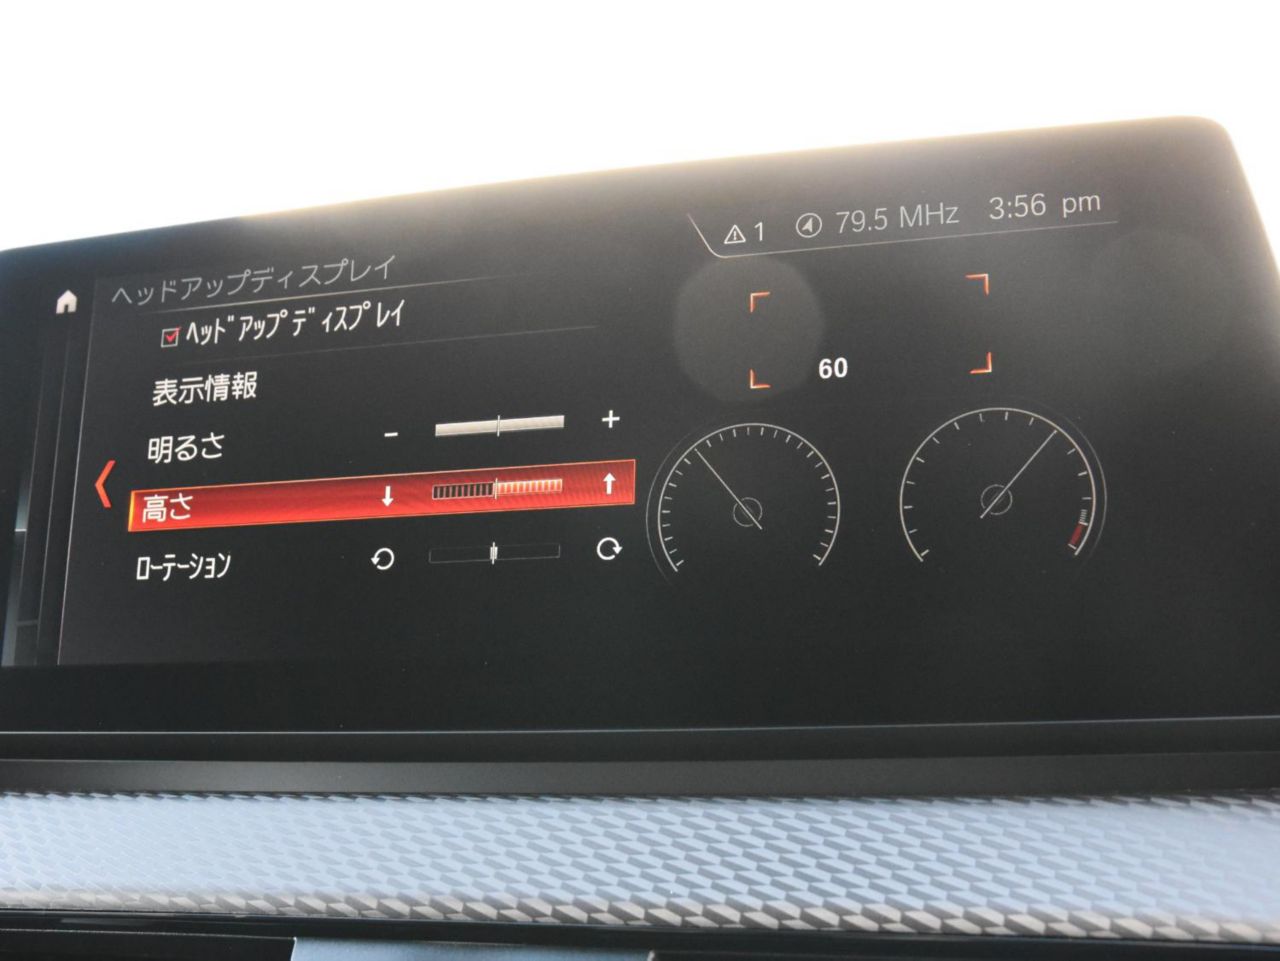 1 79.5 MHz 3:56 pm
ヘッドアップディスプレイ
ヘッドアップディスプレイ
表示情報
明るさ - +
高さ
ローテーション
60